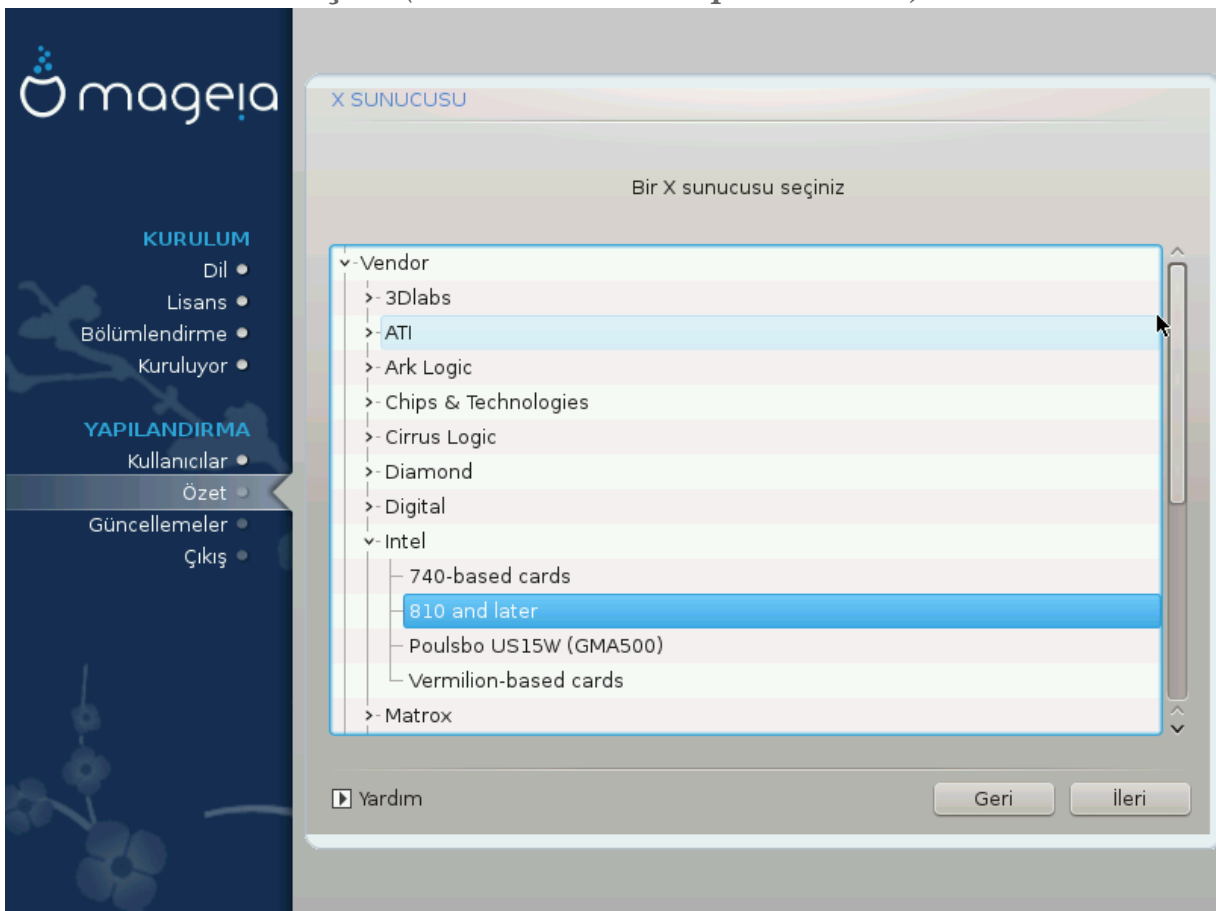 mageia
X SUNUCUSU
Bir X sunucusu seçiniz
KURULUM
Dil
Lisans
Bölümlendirme
Kuruluyor
YAPILANDIRMA
Kullanıcılar
Özet
Güncellemeler
Çıkış
Vendor
3Dlabs
ATI
Ark Logic
Chips & Technologies
Cirrus Logic
Diamond
Digital
Intel
740-based cards
810 and later
Poulsbo US15W (GMA500)
Vermilion-based cards
Matrox
Yardım
Geri
İleri